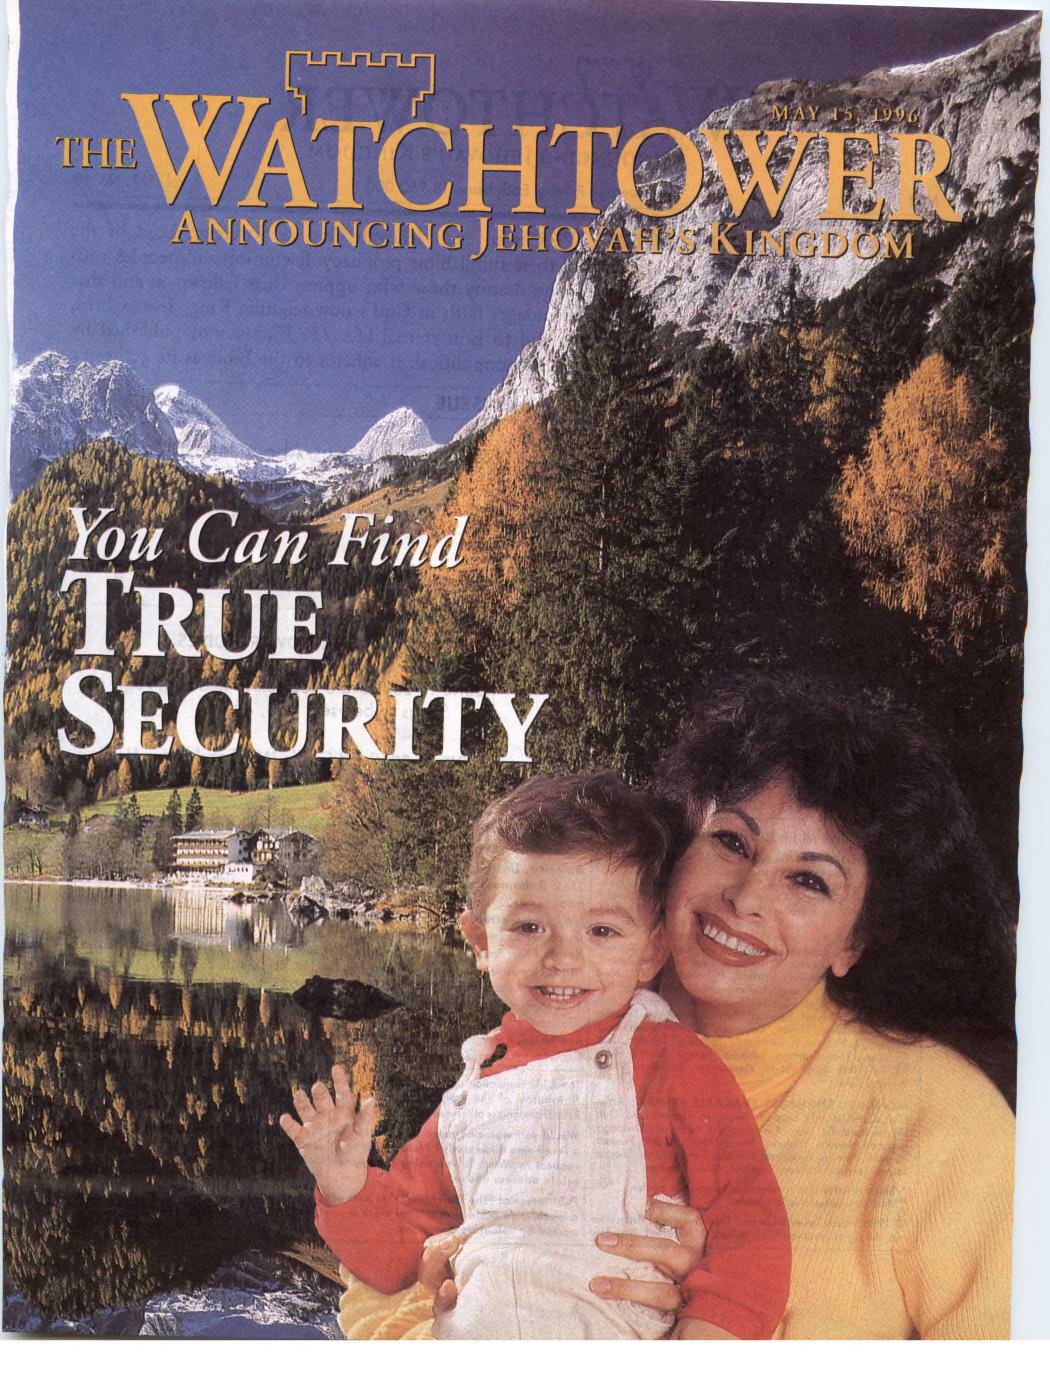 MAY 15, 1996
THE WATCHTOWER
ANNOUNCING JEHOVAH'S KINGDOM
You Can Find
TRUE
SECURITY